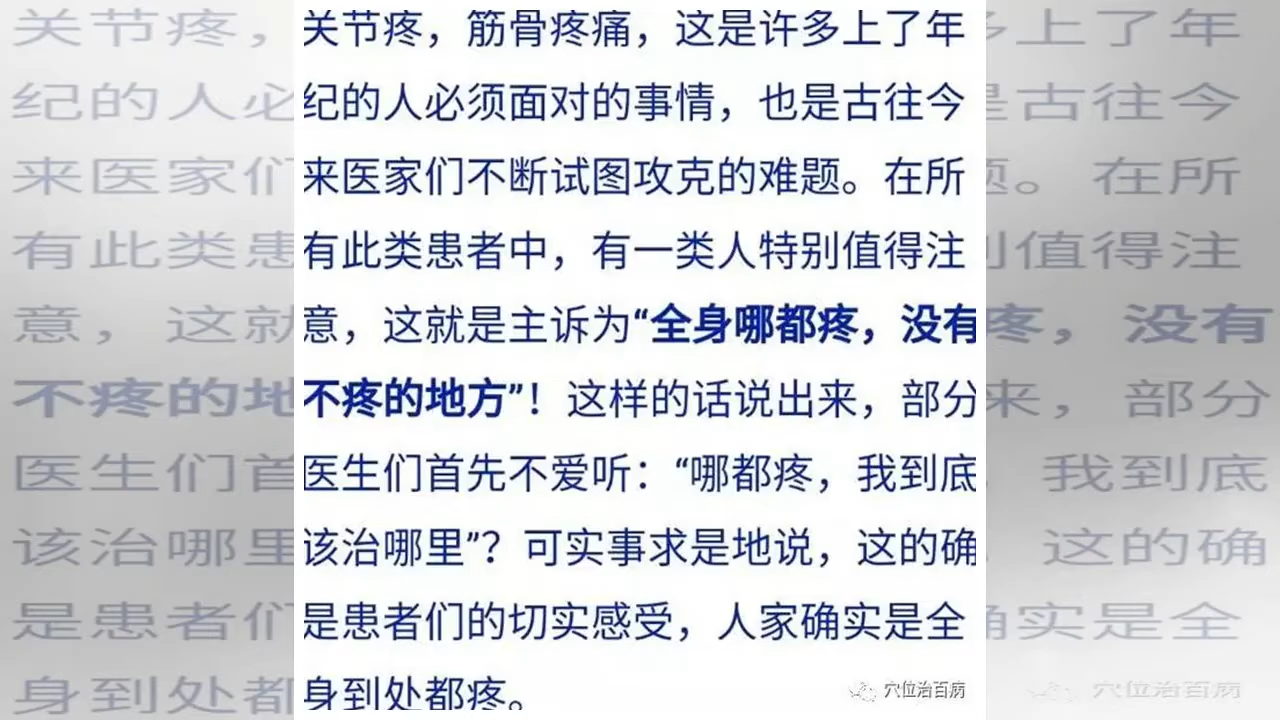 关节疼，筋骨疼痛，这是许多上了年
纪的人必须面对的事情，也是古往今
来医家们不断试图攻克的难题。在所
有此类患者中，有一类人特别值得注
意，这就是主诉为“全身哪都疼，没有
不疼的地方”！这样的话说出来，部分
医生们首先不爱听：“哪都疼，我到底
该治哪里”？可实事求是地说，这的确
是患者们的切实感受，人家确实是全
身到处都疼。
穴位治百病